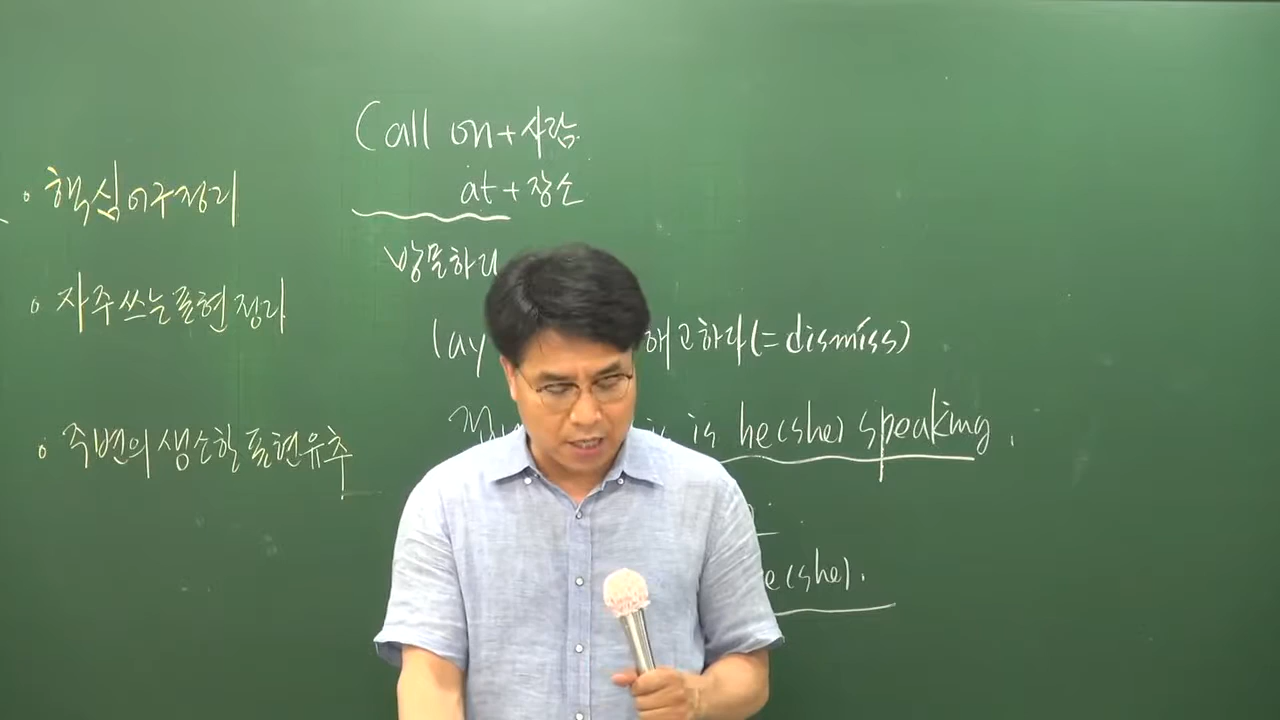 · 핵심어구정리
· 자주쓰는표현정리
· 주변의생소한표현유추
Call on+사람.
at+장소
방문하다
lay 해고하다(=dismiss)
is he(she) speaking.
e(she).